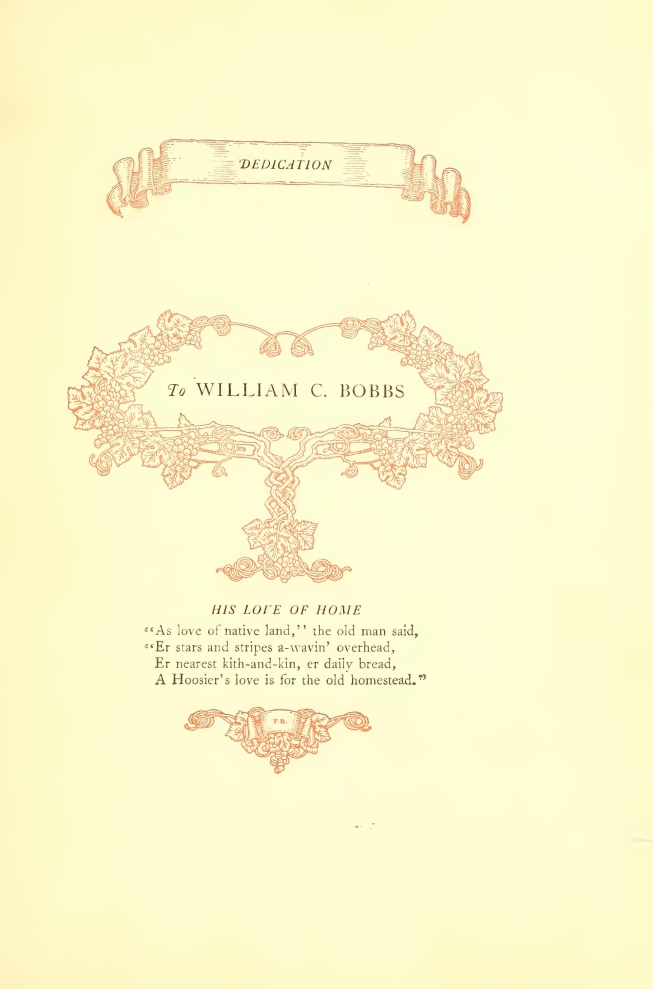 DEDICATION
To WILLIAM C. BOBBS
HIS LOVE OF HOME
“As love of native land,’’ the old man said,
“Er stars and stripes a-wavin’ overhead,
Er nearest kith-and-kin, er daily bread,
A Hoosier’s love is for the old homestead.”
F.B.